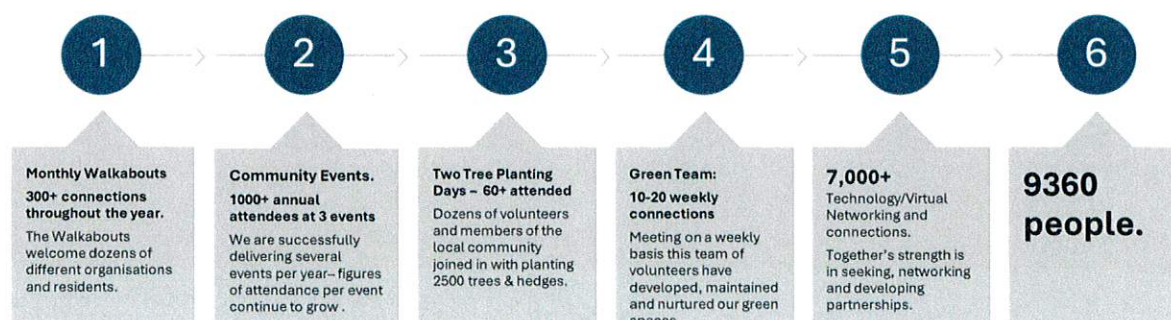 1
2
3
4
5
6
Monthly Walkabouts
300+ connections
throughout the year.
The Walkabouts
welcome dozens of
different organisations
and residents.
Community Events.
1000+ annual
attendees at 3 events
We are successfully
delivering several
events per year– figures
of attendance per event
continue to grow .
Two Tree Planting
Days – 60+ attended
Dozens of volunteers
and members of the
local community
joined in with planting
2500 trees & hedges.
Green Team:
10-20 weekly
connections
Meeting on a weekly
basis this team of
volunteers have
developed, maintained
and nurtured our green
7,000+
Technology/Virtual
Networking and
connections.
Together's strength is
in seeking, networking
and developing
partnerships.
9360
people.